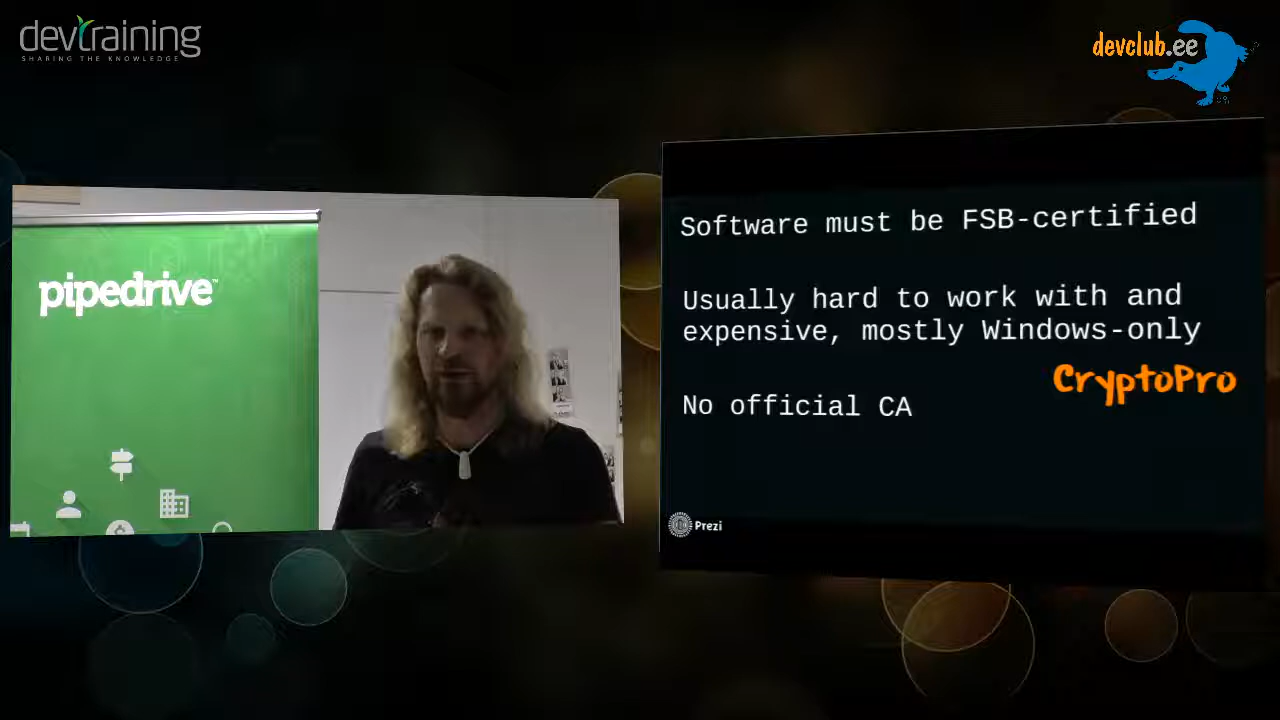 devtraining
SHARING THE KNOWLEDGE
devclub.ee
pipedrive™
Software must be FSB-certified
Usually hard to work with and
expensive, mostly Windows-only
CryptoPro
No official CA
Prezi